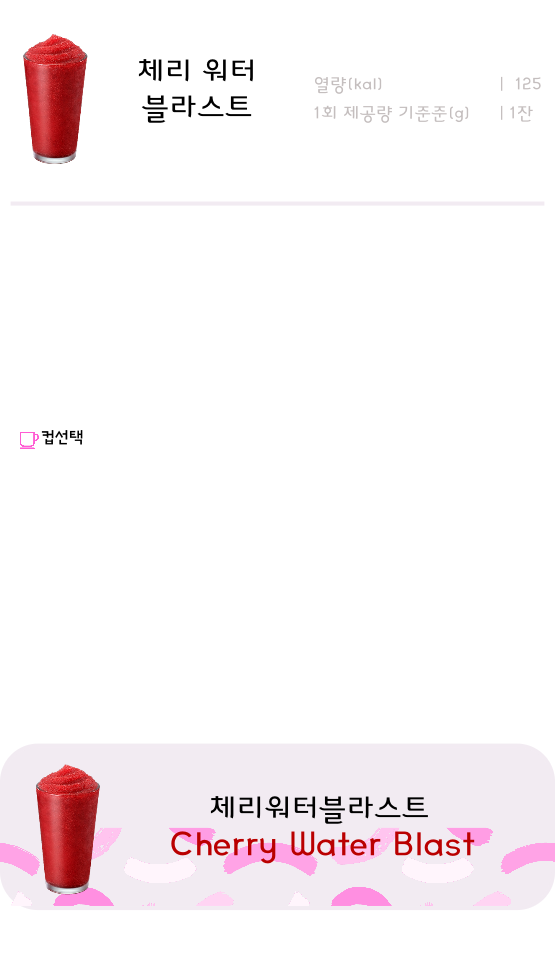 체리 워터
블라스트
열량(kal) | 125
1회 제공량 기준준(g) | 1잔
컵선택
체리워터블라스트
Cherry Water Blast